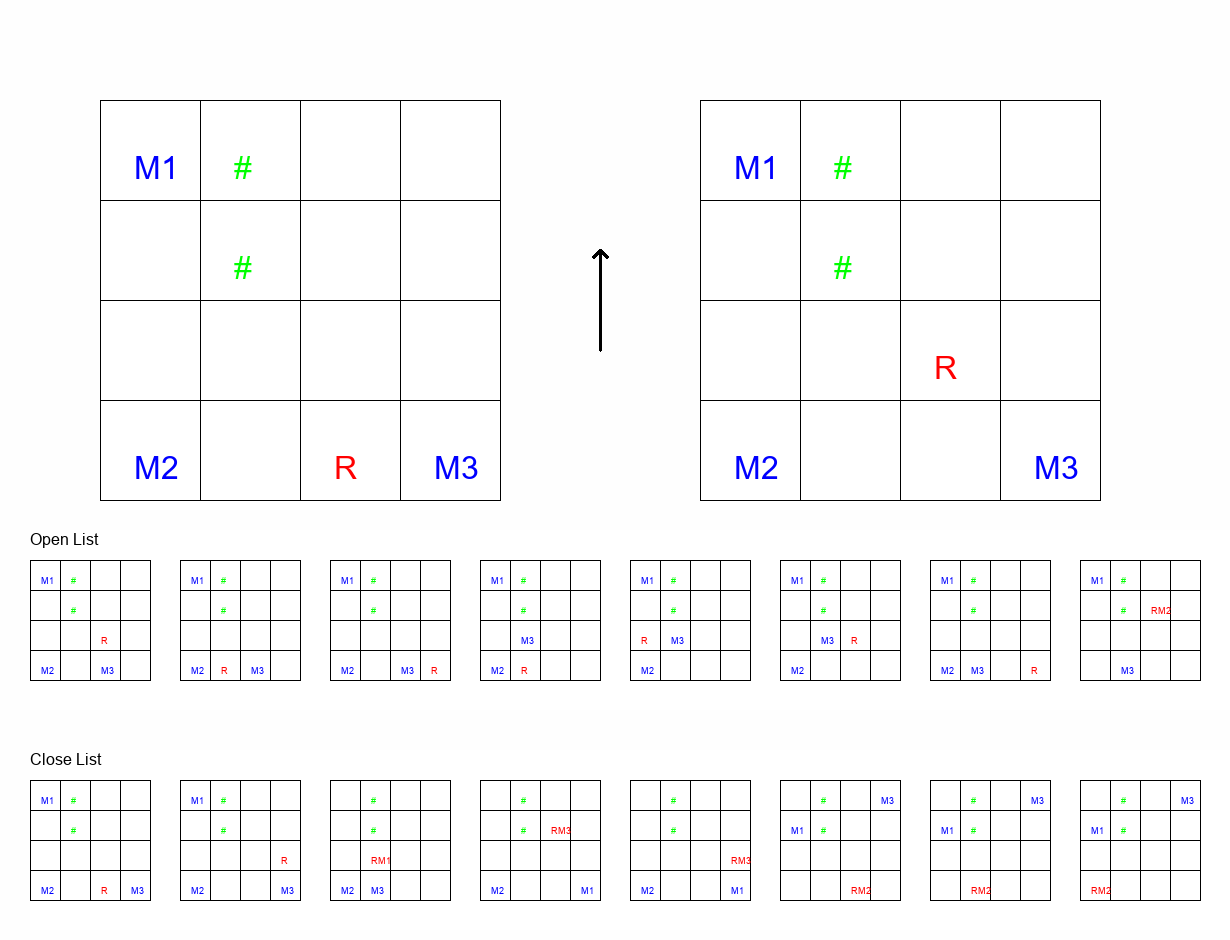 M1 # M1 #
# #
R
M2 R M3 M2 M3
Open List
M1 # M1 # M1 # M1 # M1 # M1 # M1 # M1 #
# # # # # # # # RM2
R M3 R M3 M3 R
M2 M3 M2 R M3 M2 M3 R M2 R M2 M2 M2 M3 R M3
Close List
M1 # M1 # # # # # M3 # M3 # M3
# # # # RM3 # M1 # M1 # M1 #
R RM1 RM3
M2 R M3 M2 M3 M2 M3 M2 M1 M2 M1 RM2 RM2 RM2